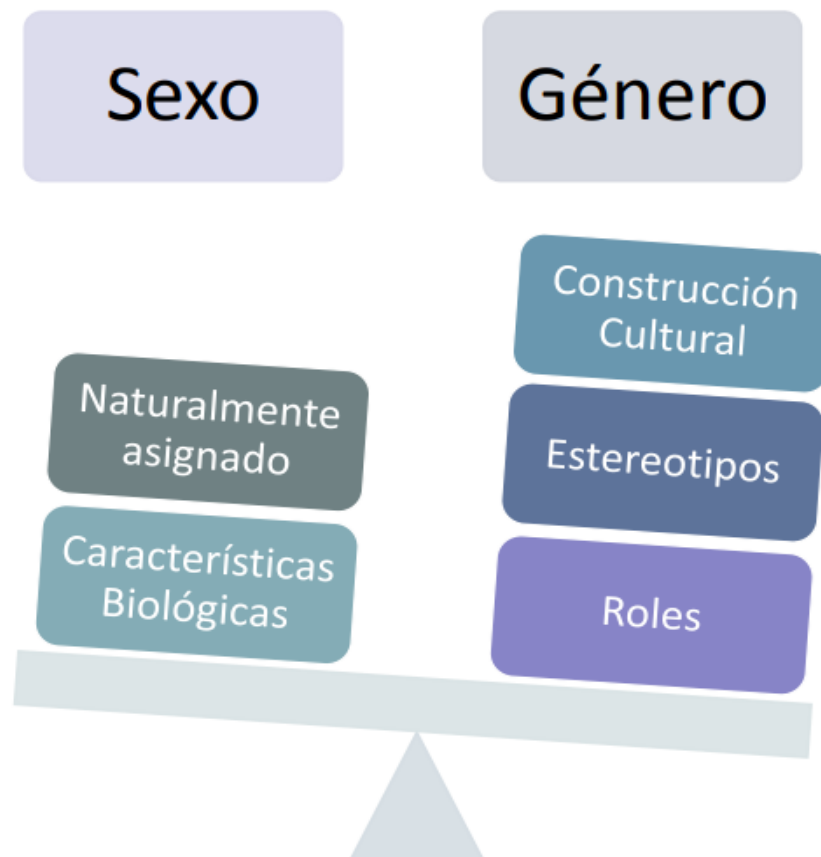 Sexo
Género
Construcción
Cultural
Naturalmente
asignado
Estereotipos
Características
Biológicas
Roles